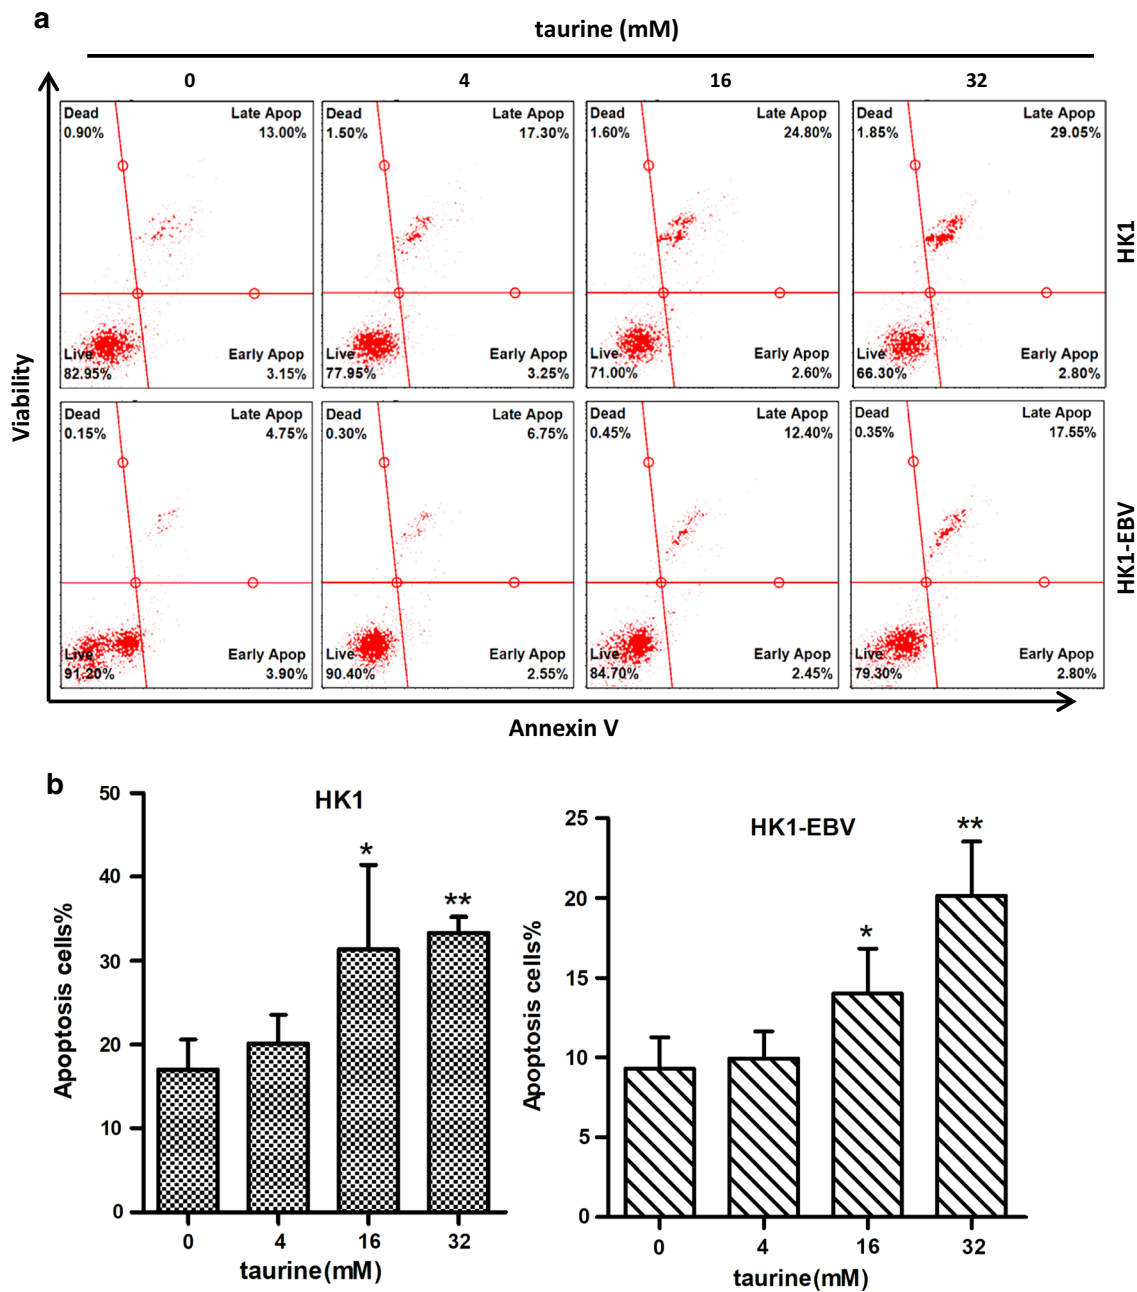 a
taurine (mM)
0 4 16 32
Dead Late Apop Dead Late Apop Dead Late Apop Dead Late Apop
0.90% 13.00% 1.50% 17.30% 1.60% 24.80% 1.85% 29.05%
HK1
Live Early Apop Live Early Apop Live Early Apop Live Early Apop
82.95% 3.15% 77.95% 3.25% 71.00% 2.60% 66.30% 2.80%
Viability
Dead Late Apop Dead Late Apop Dead Late Apop Dead Late Apop
0.15% 4.75% 0.30% 6.75% 0.45% 12.40% 0.35% 17.55%
HK1-EBV
Live Early Apop Live Early Apop Live Early Apop Live Early Apop
91.20% 3.90% 90.40% 2.55% 84.70% 2.45% 79.30% 2.80%
Annexin V
b
HK1
Apoptosis cells%
50
40
30
20
10
0
* **
0 4 16 32
taurine(mM)
HK1-EBV
Apoptosis cells%
25
20
15
10
5
0
* **
0 4 16 32
taurine(mM)